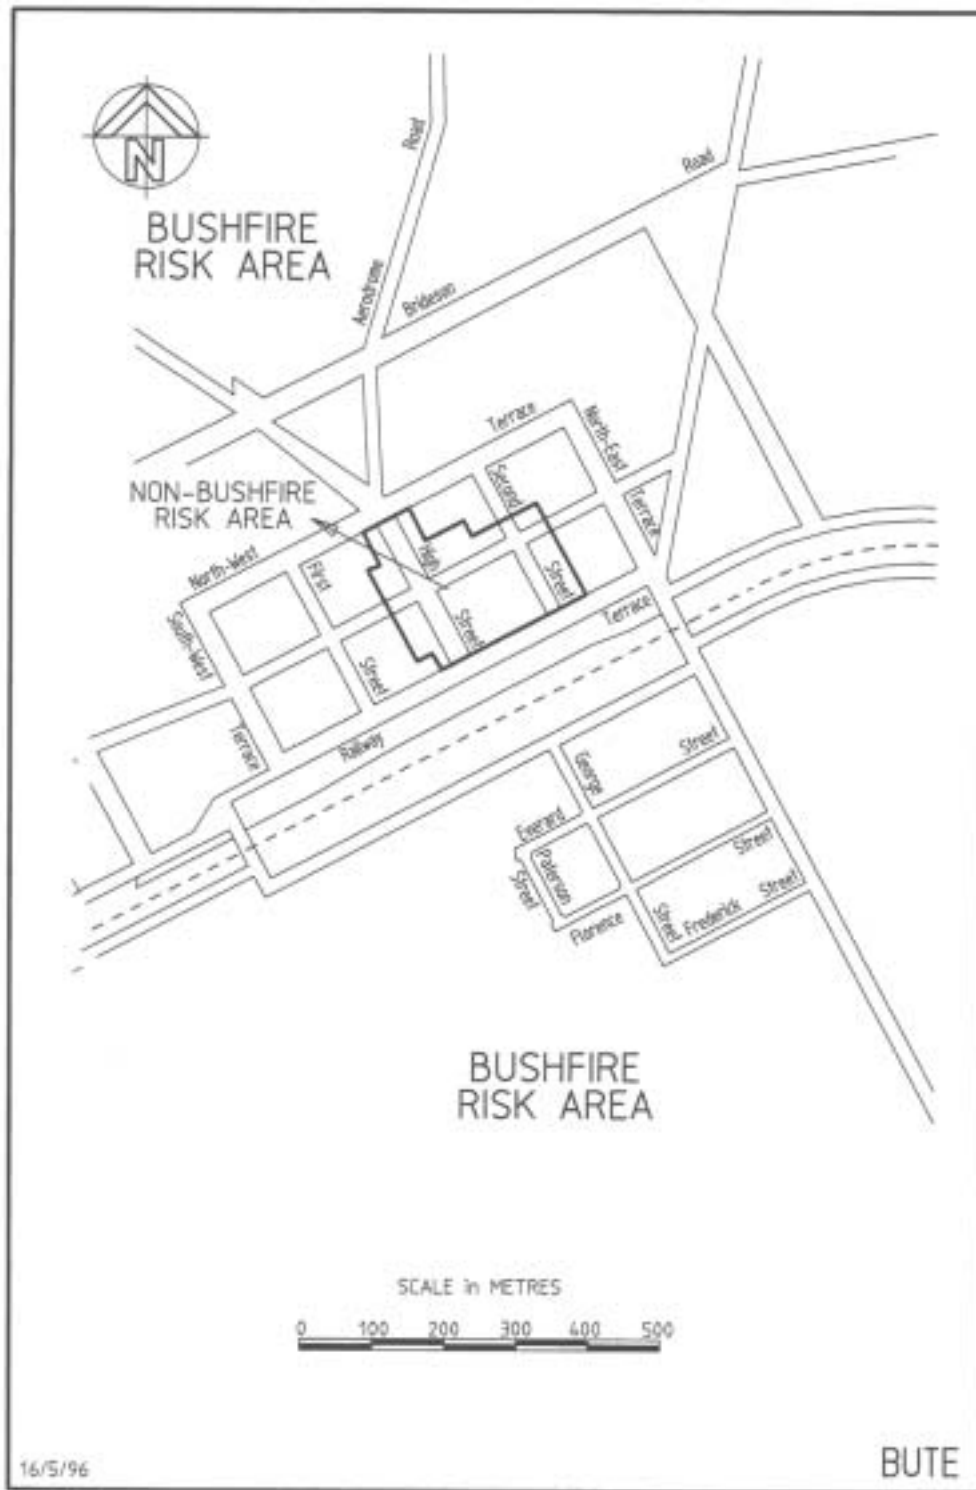 N
BUSHFIRE
RISK AREA
Road
Aerodrome
Brideson
Road
Terrace
North-East
Terrace
Second
Street
NON-BUSHFIRE
RISK AREA
North-West
South-West
Terrace
First
Street
High
Street
Railway
Terrace
George
Street
Everard
Street
Paterson
Street
Florence
Street
Frederick
Street
BUSHFIRE
RISK AREA
SCALE in METRES
0 100 200 300 400 500
16/5/96
BUTE